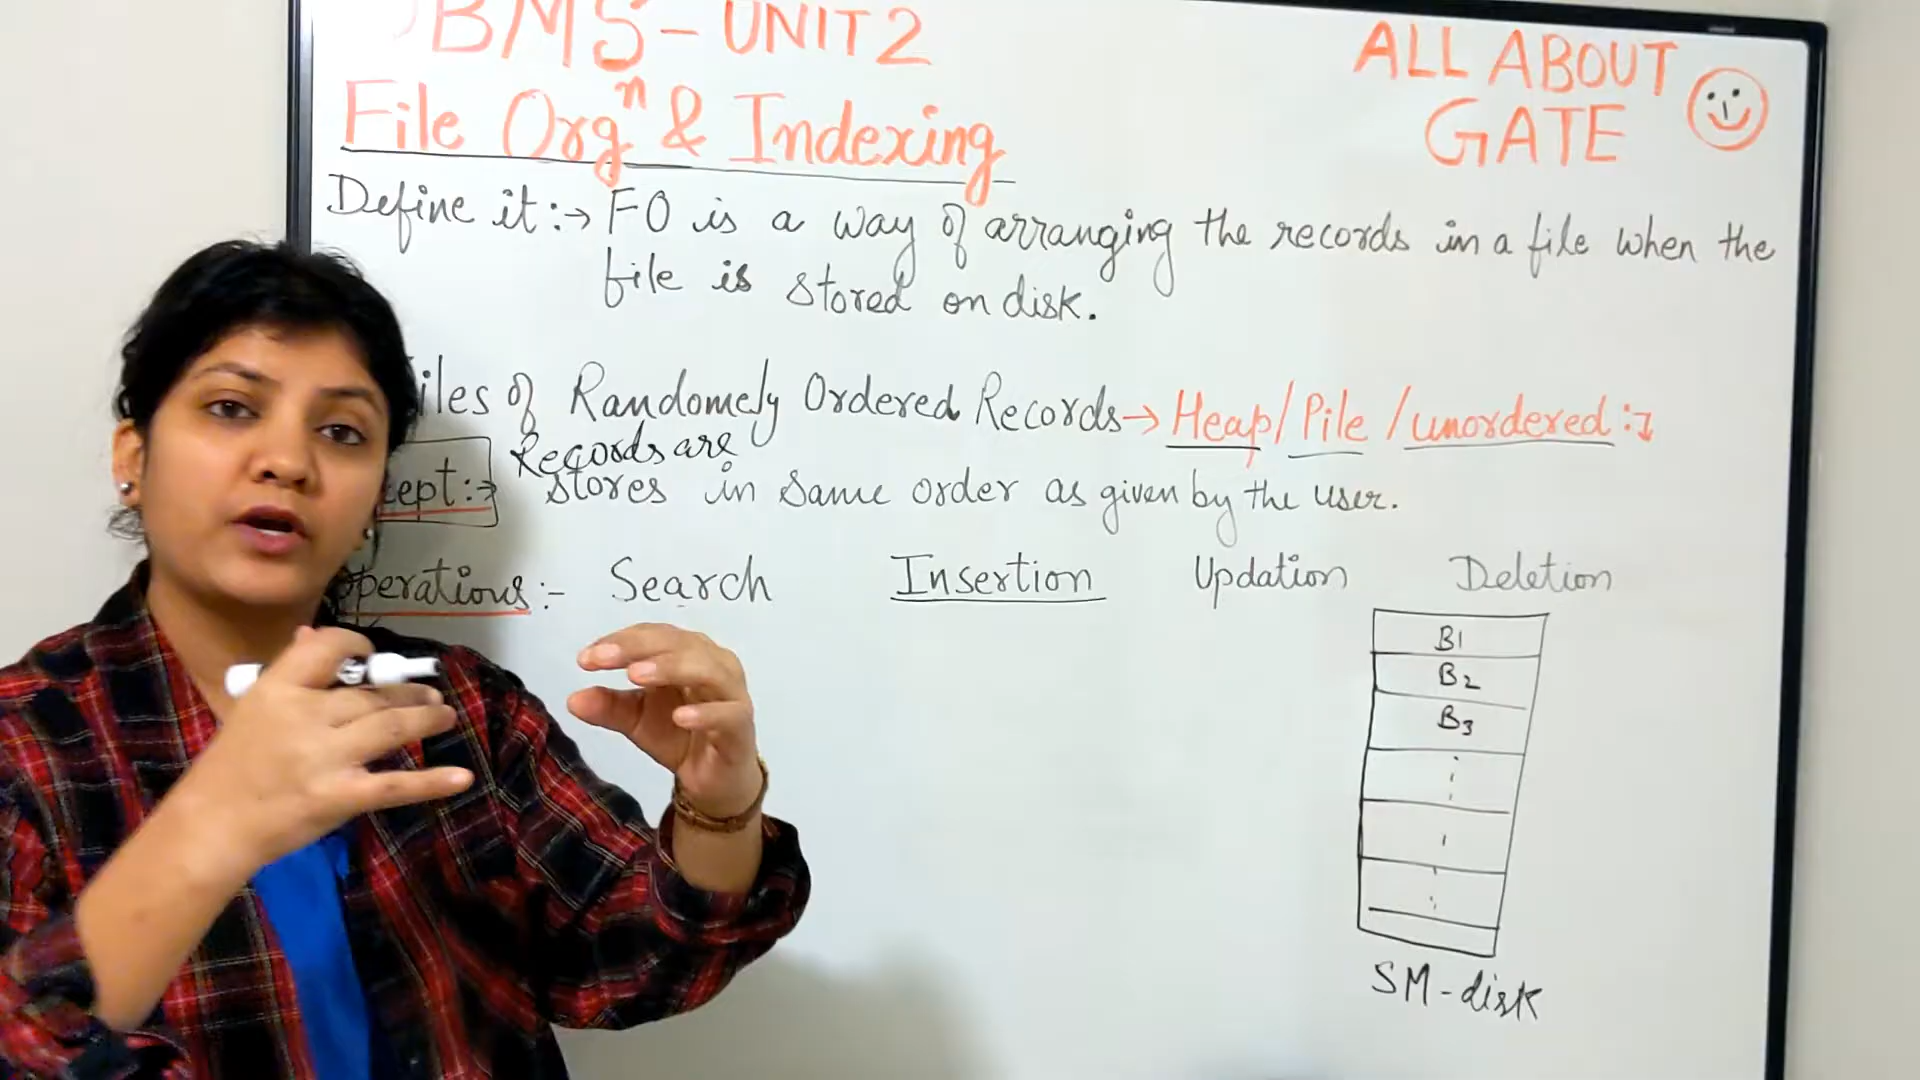 BMS - UNIT 2
ALL ABOUT
GATE
File Orgⁿ & Indexing
Define it :→ FO is a way of arranging the records in a file when the
file is stored on disk.
iles of Randomely Ordered Records → Heap / Pile / unordered :↴
Records are
cept :→ stores in same order as given by the user.
Operations :- Search Insertion Updation Deletion
B1
B2
B3
SM - disk